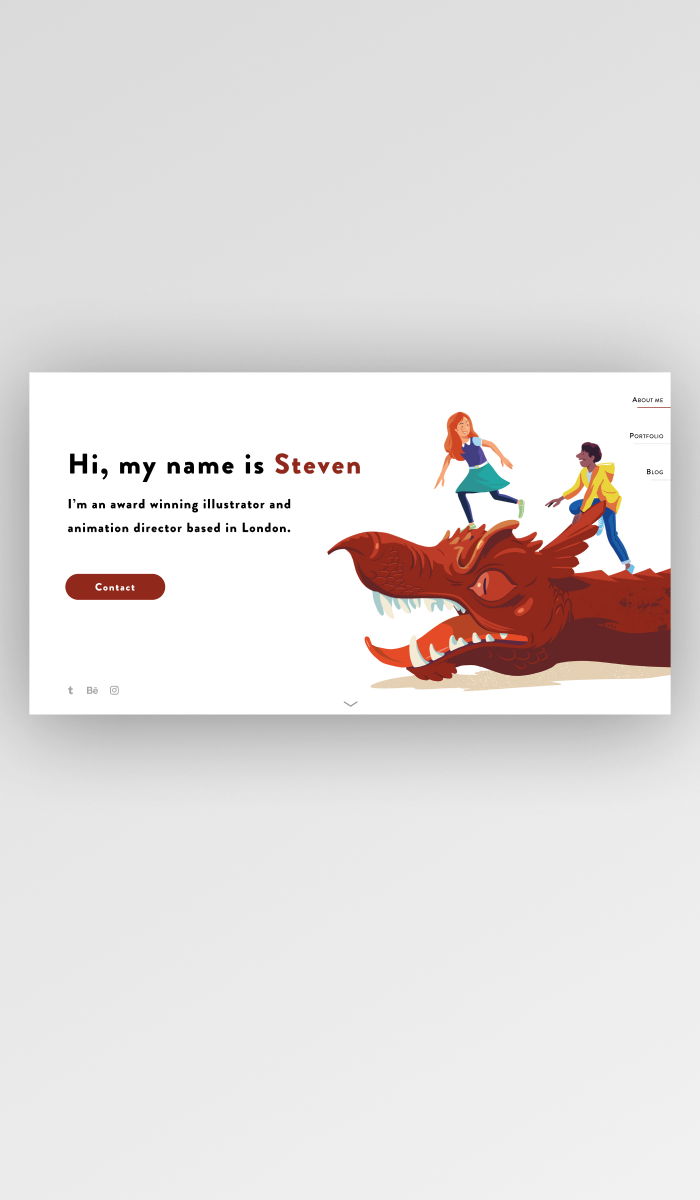 About me
Portfolio
Blog
Hi, my name is Steven
I'm an award winning illustrator and
animation director based in London.
Contact
t Bē